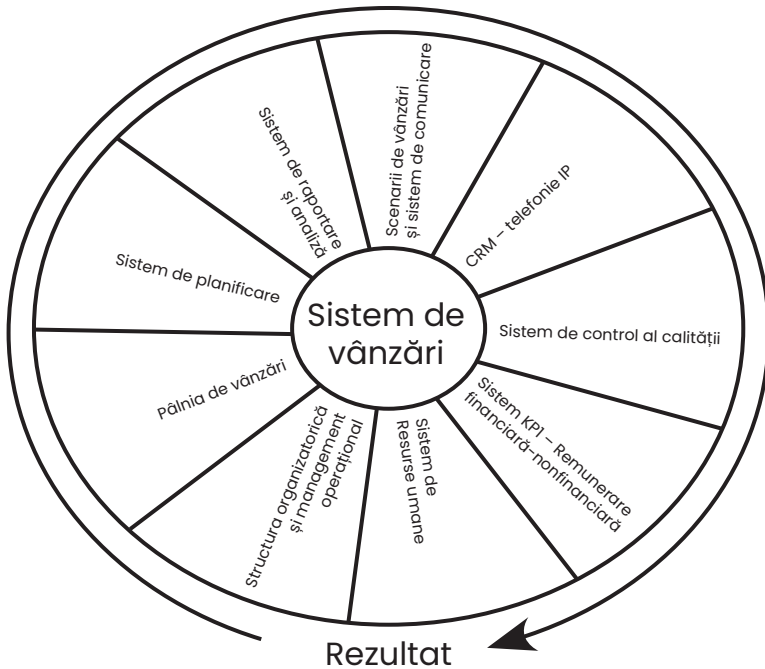 Sistem de raportare
și analiză
Scenarii de vânzări
și sistem de comunicare
CRM – telefonie IP
Sistem de planificare
Sistem de
vânzări
Sistem de control al calității
Pâlnia de vânzări
Structura organizatorică
și management
operațional
Sistem de
Resurse umane
Sistem KPI – Remunerare
financiară-nonfinanciară
Rezultat